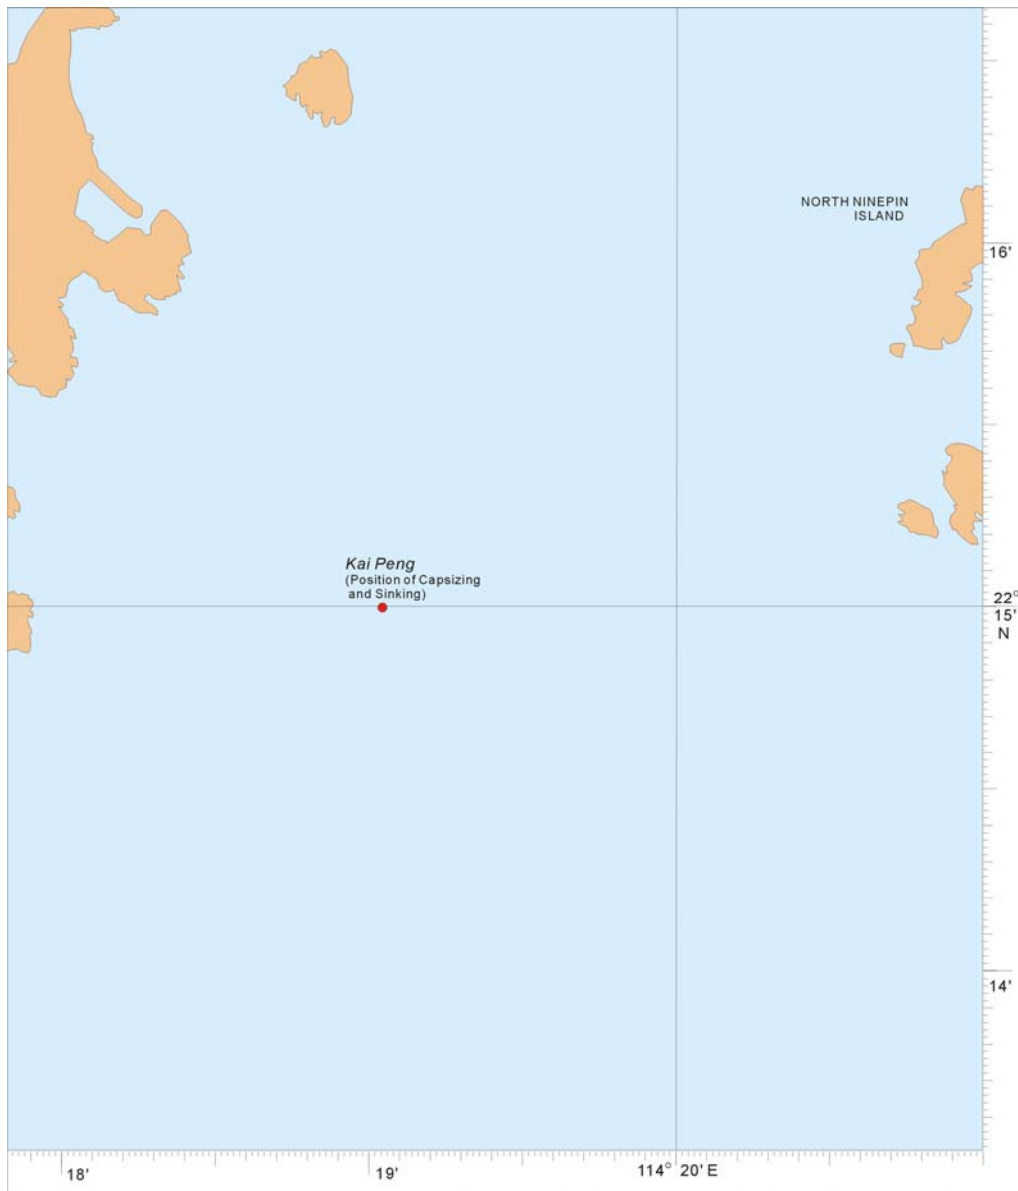 NORTH NINEPIN
ISLAND
16'
Kai Peng
(Position of Capsizing
and Sinking)
22°
15'
N
14'
18'
19'
114° 20' E